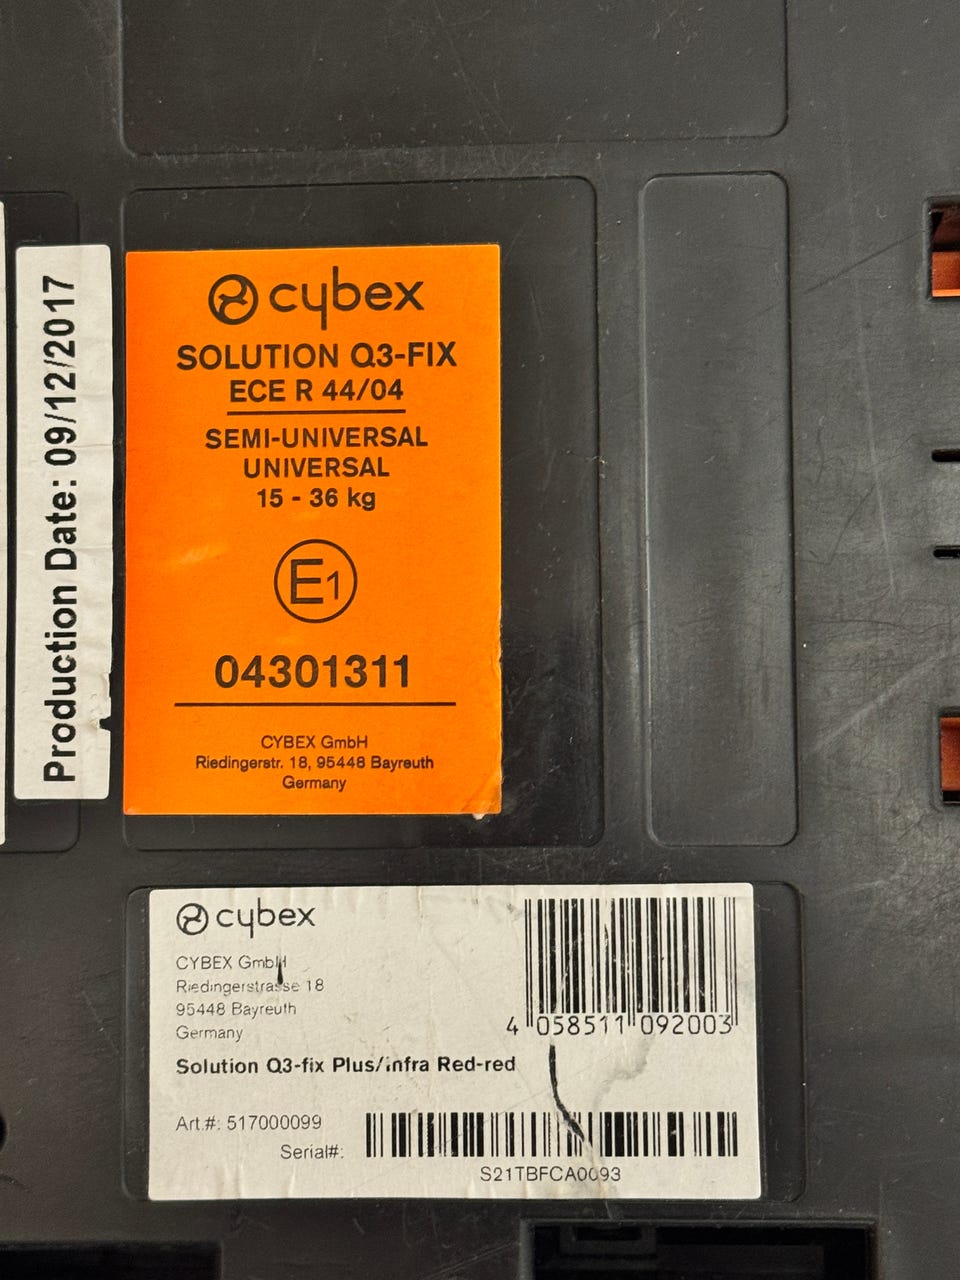 Production Date: 09/12/2017
cybex
SOLUTION Q3-FIX
ECE R 44/04
SEMI-UNIVERSAL
UNIVERSAL
15 - 36 kg
E1
04301311
CYBEX GmbH
Riedingerstr. 18, 95448 Bayreuth
Germany
cybex
CYBEX GmbH
Riedingerstrasse 18
95448 Bayreuth
Germany
4 058511 092003
Solution Q3-fix Plus/infra Red-red
Art.#: 517000099
Serial#:
S21TBFCA0093